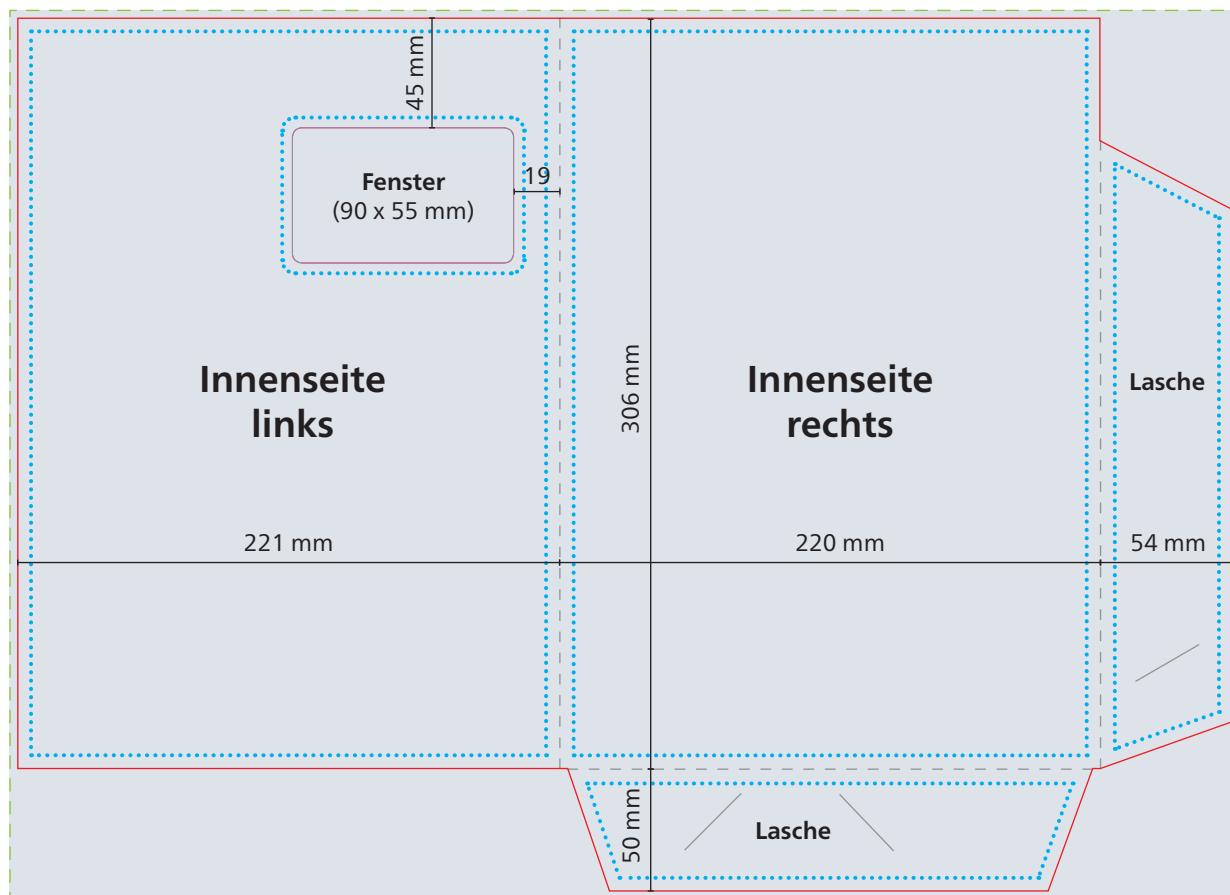 45 mm
Fenster
(90 x 55 mm)
19
Innenseite
links
306 mm
Innenseite
rechts
Lasche
221 mm
220 mm
54 mm
50 mm
Lasche